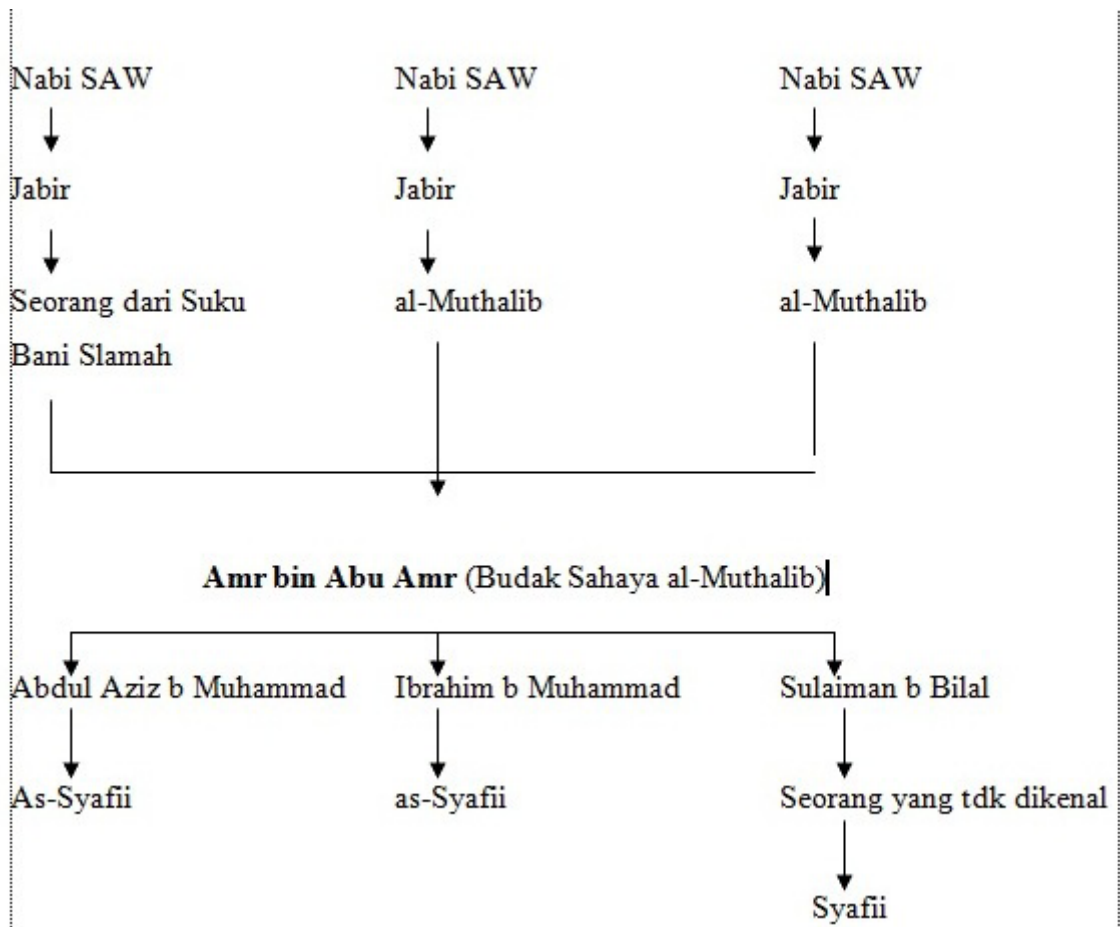 Nabi SAW Nabi SAW Nabi SAW
Jabir Jabir Jabir
Seorang dari Suku al-Muthalib al-Muthalib
Bani Slamah
Amr bin Abu Amr (Budak Sahaya al-Muthalib)
Abdul Aziz b Muhammad Ibrahim b Muhammad Sulaiman b Bilal
As-Syafii as-Syafii Seorang yang tdk dikenal
Syafii